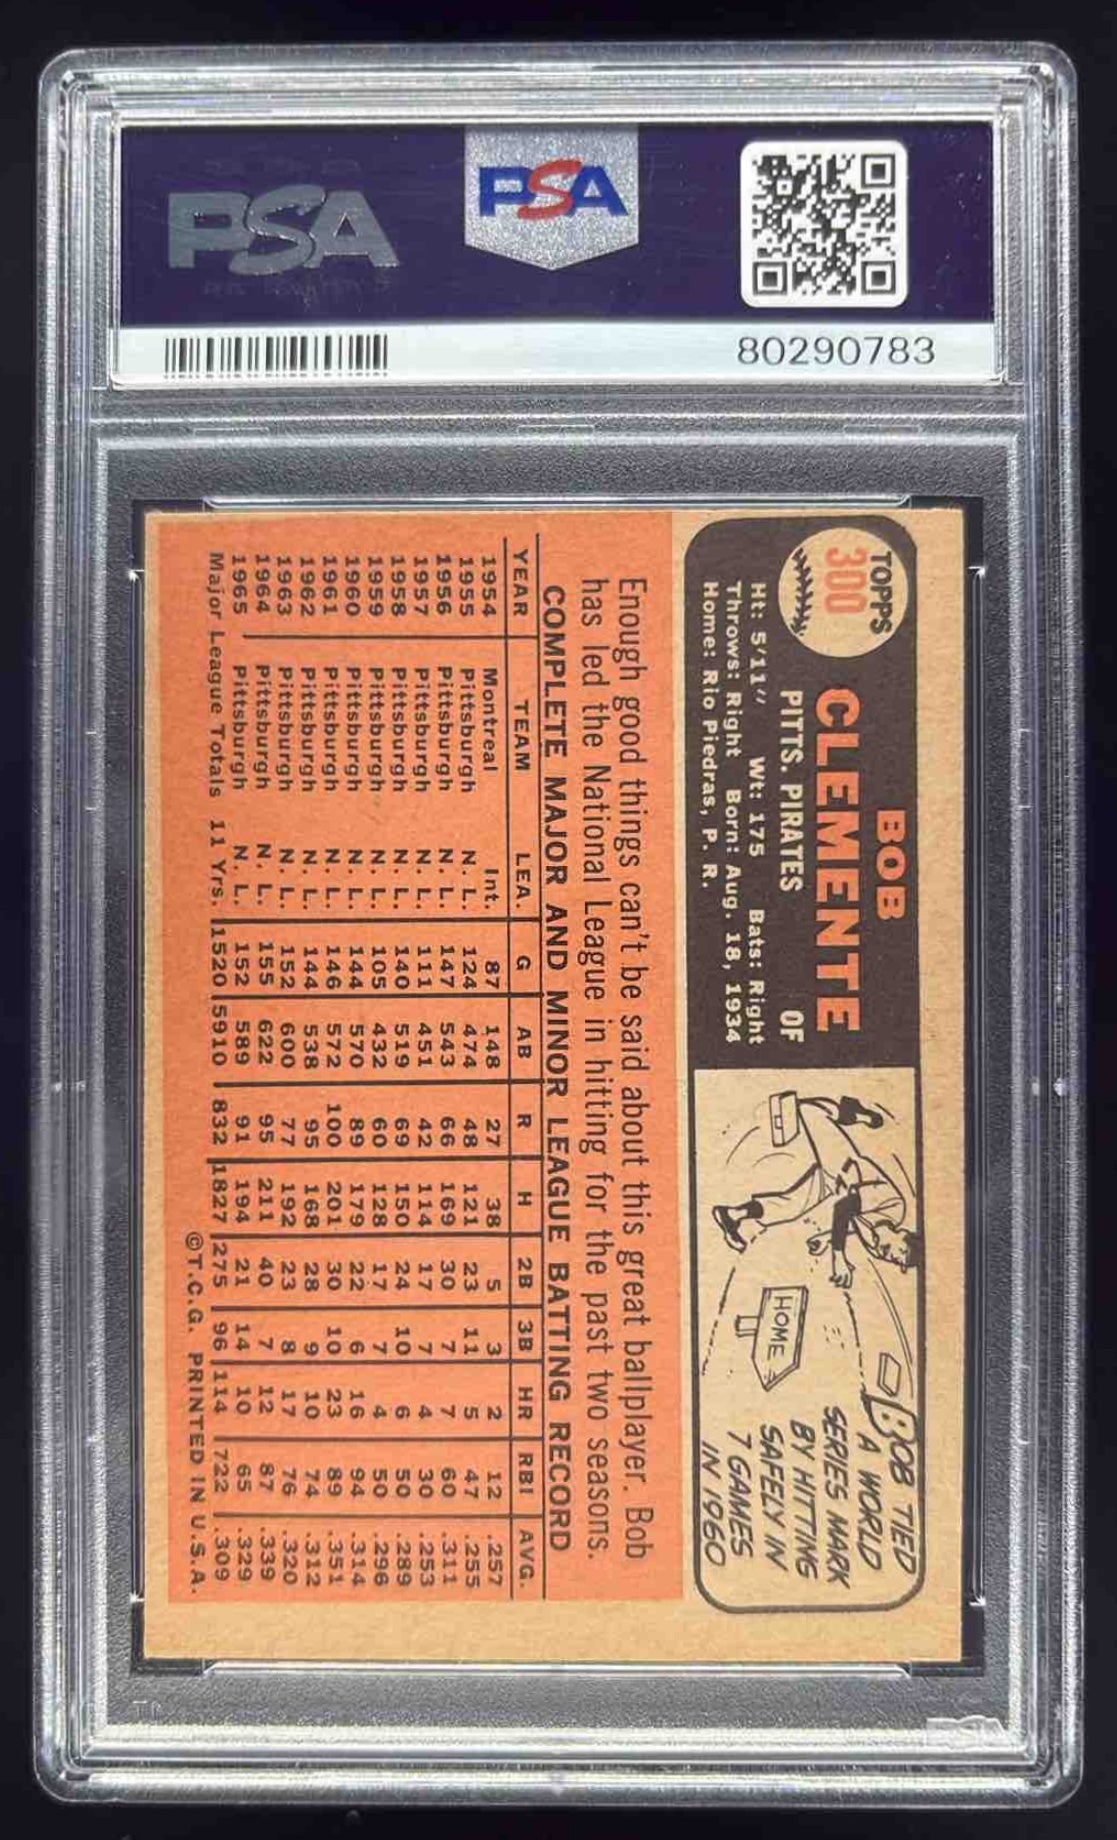 PSA
PSA
80290783
TOPPS
300
BOB
CLEMENTE
PITTS. PIRATES OF
Ht: 5'11" Wt: 175 Bats: Right
Throws: Right Born: Aug. 18, 1934
Home: Rio Piedras, P. R.
HOME
BOB TIED
A WORLD
SERIES MARK
BY HITTING
SAFELY IN
7 GAMES
IN 1960
Enough good things can't be said about this great ballplayer. Bob
has led the National League in hitting for the past two seasons.
COMPLETE MAJOR AND MINOR LEAGUE BATTING RECORD
YEAR TEAM LEA. G AB R H 2B 3B HR RBI AVG.
1954 Montreal Int. 87 148 27 38 5 3 2 12 .257
1955 Pittsburgh N. L. 124 474 48 121 23 11 5 47 .255
1956 Pittsburgh N. L. 147 543 66 169 30 7 7 60 .311
1957 Pittsburgh N. L. 111 451 42 114 17 7 4 30 .253
1958 Pittsburgh N. L. 140 519 69 150 24 10 6 50 .289
1959 Pittsburgh N. L. 105 432 60 128 17 7 4 50 .296
1960 Pittsburgh N. L. 144 570 89 179 22 6 16 94 .314
1961 Pittsburgh N. L. 146 572 100 201 30 10 23 89 .351
1962 Pittsburgh N. L. 144 538 95 168 28 9 10 74 .312
1963 Pittsburgh N. L. 152 600 77 192 23 8 17 76 .320
1964 Pittsburgh N. L. 155 622 95 211 40 7 12 87 .339
1965 Pittsburgh N. L. 152 589 91 194 21 14 10 65 .329
Major League Totals 11 Yrs. 1520 5910 832 1827 275 96 114 722 .309
©T.C.G. PRINTED IN U.S.A.